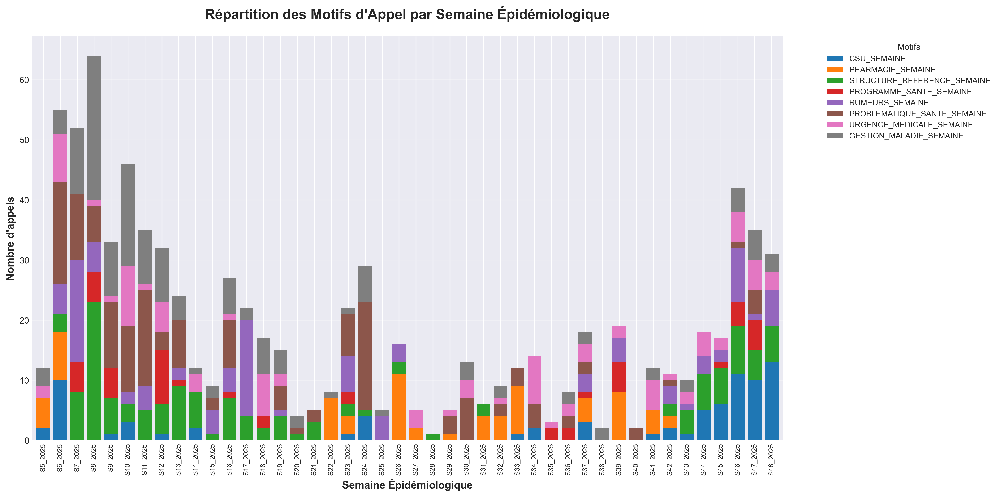 Répartition des Motifs d'Appel par Semaine Épidémiologique
Motifs
CSU_SEMAINE
PHARMACIE_SEMAINE
STRUCTURE_REFERENCE_SEMAINE
PROGRAMME_SANTE_SEMAINE
RUMEURS_SEMAINE
PROBLEMATIQUE_SANTE_SEMAINE
URGENCE_MEDICALE_SEMAINE
GESTION_MALADIE_SEMAINE
Nombre d'appels
60
50
40
30
20
10
0
S5_2025
S6_2025
S7_2025
S8_2025
S9_2025
S10_2025
S11_2025
S12_2025
S13_2025
S14_2025
S15_2025
S16_2025
S17_2025
S18_2025
S19_2025
S20_2025
S21_2025
S22_2025
S23_2025
S24_2025
S25_2025
S26_2025
S27_2025
S28_2025
S29_2025
S30_2025
S31_2025
S32_2025
S33_2025
S34_2025
S35_2025
S36_2025
S37_2025
S38_2025
S39_2025
S40_2025
S41_2025
S42_2025
S43_2025
S44_2025
S45_2025
S46_2025
S47_2025
S48_2025
Semaine Épidémiologique